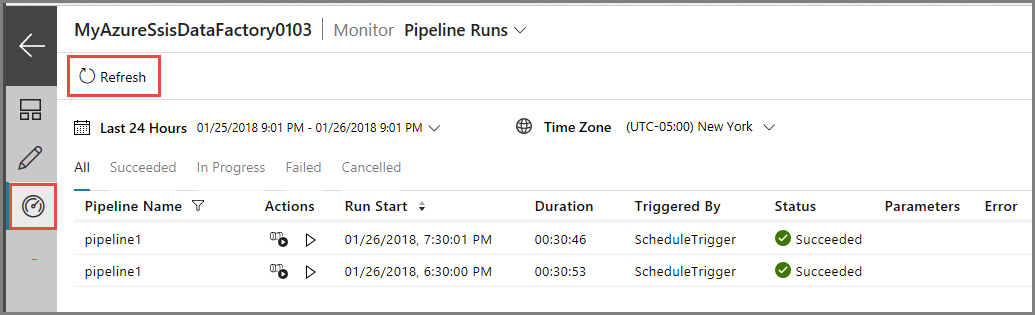 MyAzureSsisDataFactory0103 Monitor Pipeline Runs
Refresh
Last 24 Hours 01/25/2018 9:01 PM - 01/26/2018 9:01 PM Time Zone (UTC-05:00) New York
All Succeeded In Progress Failed Cancelled
Pipeline Name Actions Run Start Duration Triggered By Status Parameters Error
pipeline1 01/26/2018, 7:30:01 PM 00:30:46 ScheduleTrigger Succeeded
pipeline1 01/26/2018, 6:30:00 PM 00:30:53 ScheduleTrigger Succeeded